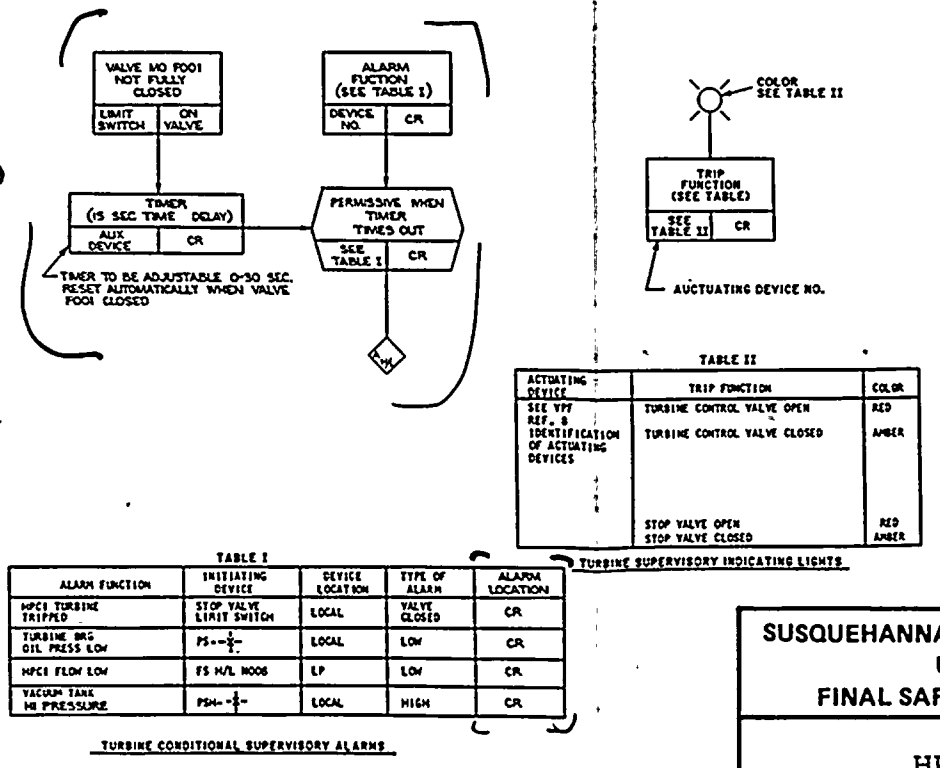 VALVE MO F001
NOT FULLY
CLOSED
LIMIT
SWITCH
ON
VALVE
ALARM
FUCTION
(SEE TABLE I)
DEVICE
NO.
CR
TIMER
(15 SEC TIME DELAY)
AUX
DEVICE
CR
TIMER TO BE ADJUSTABLE 0-30 SEC.
RESET AUTOMATICALLY WHEN VALVE
F001 CLOSED
PERMISSIVE WHEN
TIMER
TIMES OUT
SEE
TABLE I
CR
COLOR
SEE TABLE II
TRIP
FUNCTION
(SEE TABLE)
SEE
TABLE II
CR
AUCTUATING DEVICE NO.
TABLE II
ACTUATING
DEVICE
TRIP FUNCTION
COLOR
SEE VPF
REF. 8
IDENTIFICATION
OF ACTUATING
DEVICES
TURBINE CONTROL VALVE OPEN
RED
TURBINE CONTROL VALVE CLOSED
AMBER
STOP VALVE OPEN
RED
STOP VALVE CLOSED
AMBER
TURBINE SUPERVISORY INDICATING LIGHTS
TABLE I
ALARM FUNCTION
INITIATING
DEVICE
DEVICE
LOCATION
TYPE OF
ALARM
ALARM
LOCATION
HPCI TURBINE
TRIPPED
STOP VALVE
LIMIT SWITCH
LOCAL
VALVE
CLOSED
CR
TURBINE BRG
OIL PRESS LOW
PS-
LOCAL
LOW
CR
HPCI FLOW LOW
FS H/L N006
LP
LOW
CR
VACUUM TANK
HI PRESSURE
PSH-
LOCAL
HIGH
CR
TURBINE CONDITIONAL SUPERVISORY ALARMS
SUSQUEHANNA
FINAL SAF